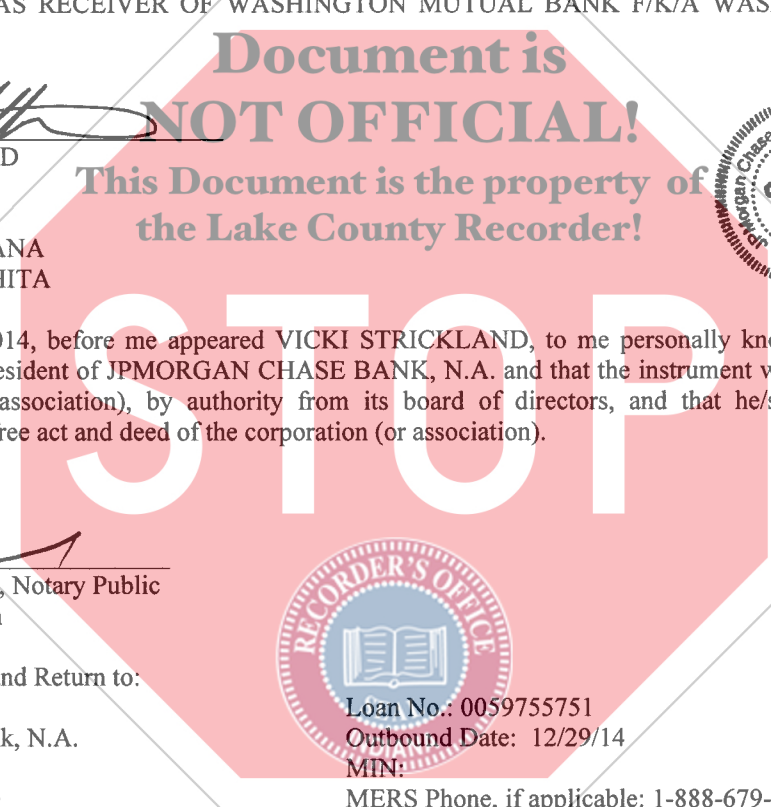 AS RECEIVER OF WASHINGTON MUTUAL BANK F/K/A WAS
Document is
NOT OFFICIAL!
This Document is the property of
the Lake County Recorder!
D
JPMorgan Chase
ANA
HITA
014, before me appeared VICKI STRICKLAND, to me personally kn
esident of JPMORGAN CHASE BANK, N.A. and that the instrument v
association), by authority from its board of directors, and that he/s
free act and deed of the corporation (or association).
STOP
, Notary Public
RECORDER'S OFFICE
INDIANA
nd Return to:
Loan No.: 0059755751
k, N.A.
Outbound Date: 12/29/14
MIN:
MERS Phone, if applicable: 1-888-679-